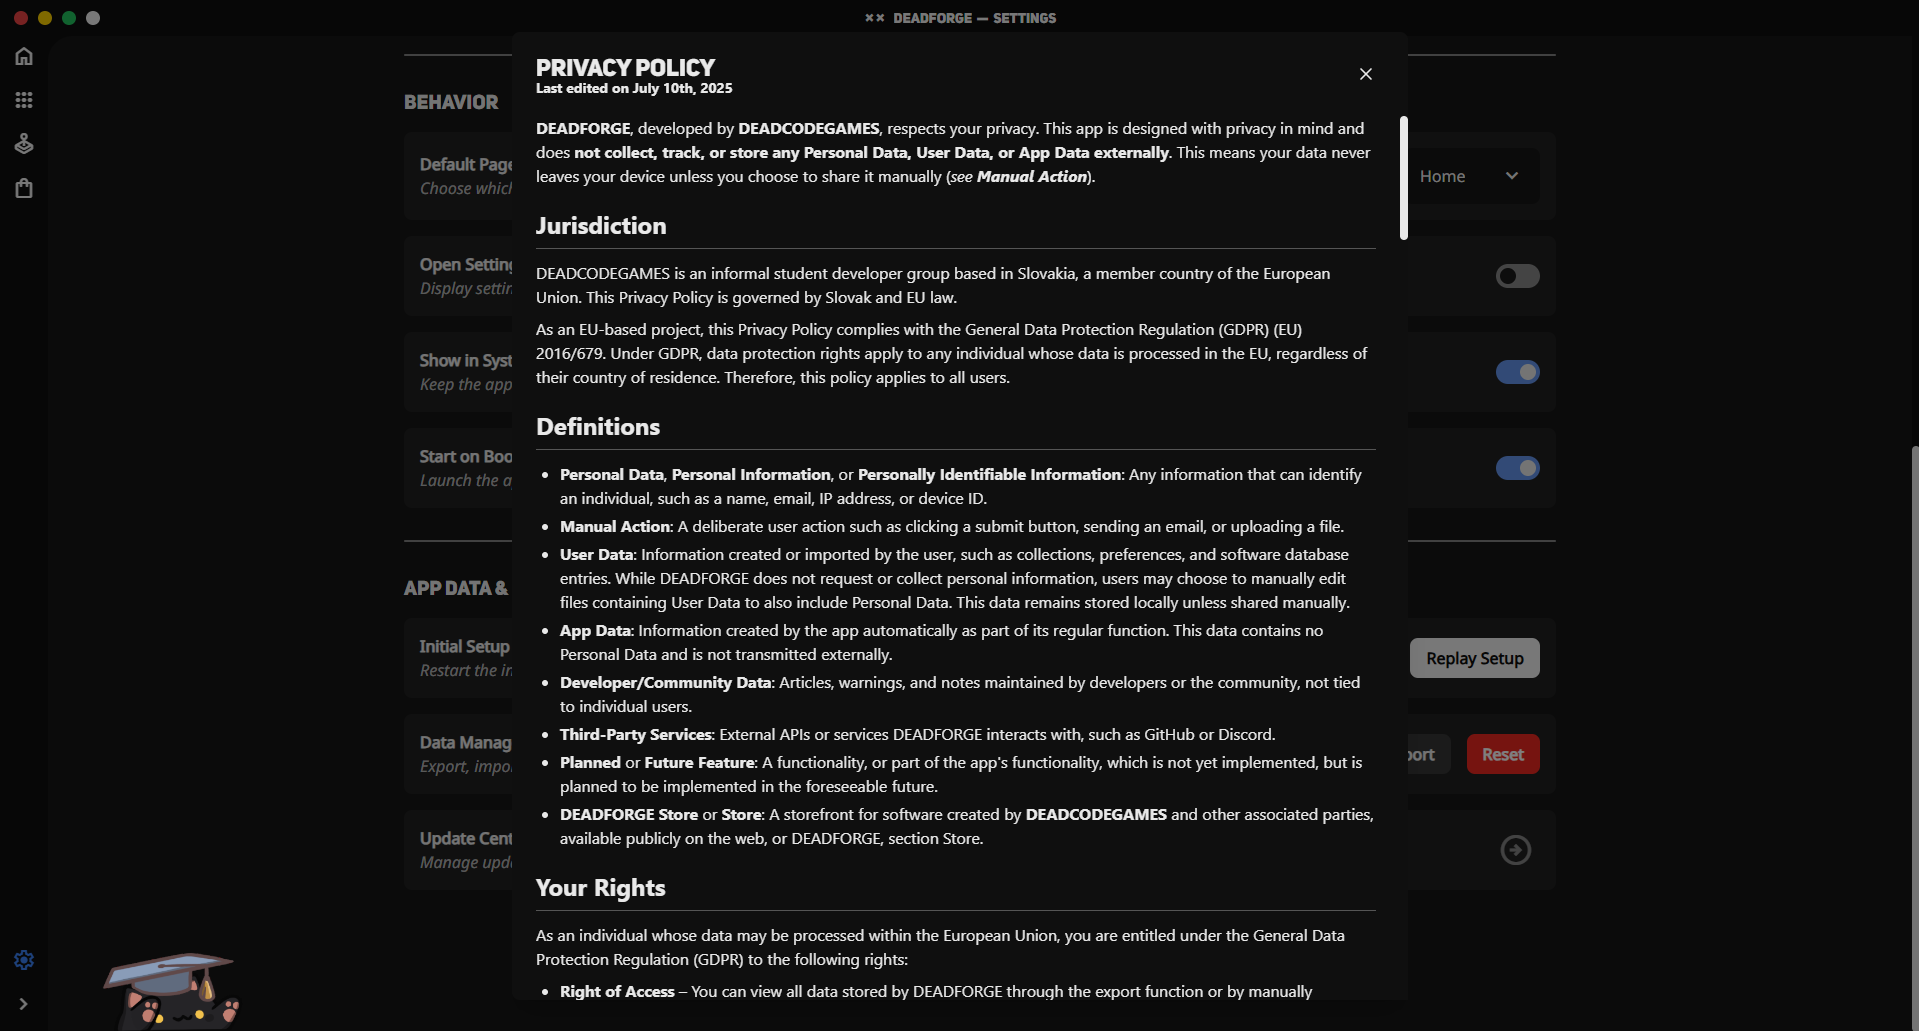 DEADFORGE — SETTINGS
BEHAVIOR
Default Page
Choose which
Home
Open Setting
Display settin
Show in Syst
Keep the app
Start on Boo
Launch the a
APP DATA &
Initial Setup
Restart the in
Replay Setup
Data Manag
Export, impo
port
Reset
Update Cent
Manage upda
PRIVACY POLICY
Last edited on July 10th, 2025
DEADFORGE, developed by DEADCODEGAMES, respects your privacy. This app is designed with privacy in mind and
does not collect, track, or store any Personal Data, User Data, or App Data externally. This means your data never
leaves your device unless you choose to share it manually (see Manual Action).
Jurisdiction
DEADCODEGAMES is an informal student developer group based in Slovakia, a member country of the European
Union. This Privacy Policy is governed by Slovak and EU law.
As an EU-based project, this Privacy Policy complies with the General Data Protection Regulation (GDPR) (EU)
2016/679. Under GDPR, data protection rights apply to any individual whose data is processed in the EU, regardless of
their country of residence. Therefore, this policy applies to all users.
Definitions
• Personal Data, Personal Information, or Personally Identifiable Information: Any information that can identify
an individual, such as a name, email, IP address, or device ID.
• Manual Action: A deliberate user action such as clicking a submit button, sending an email, or uploading a file.
• User Data: Information created or imported by the user, such as collections, preferences, and software database
entries. While DEADFORGE does not request or collect personal information, users may choose to manually edit
files containing User Data to also include Personal Data. This data remains stored locally unless shared manually.
• App Data: Information created by the app automatically as part of its regular function. This data contains no
Personal Data and is not transmitted externally.
• Developer/Community Data: Articles, warnings, and notes maintained by developers or the community, not tied
to individual users.
• Third-Party Services: External APIs or services DEADFORGE interacts with, such as GitHub or Discord.
• Planned or Future Feature: A functionality, or part of the app's functionality, which is not yet implemented, but is
planned to be implemented in the foreseeable future.
• DEADFORGE Store or Store: A storefront for software created by DEADCODEGAMES and other associated parties,
available publicly on the web, or DEADFORGE, section Store.
Your Rights
As an individual whose data may be processed within the European Union, you are entitled under the General Data
Protection Regulation (GDPR) to the following rights:
• Right of Access – You can view all data stored by DEADFORGE through the export function or by manually